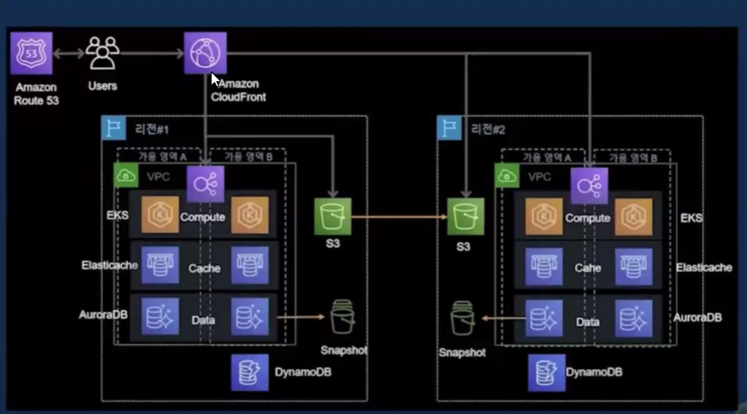 53
Amazon
Route 53
Users
Amazon
CloudFront
리전#1
가용 영역 A
가용 영역 B
VPC
EKS
Compute
Elasticache
Cache
AuroraDB
Data
S3
Snapshot
DynamoDB
리전#2
가용 영역 A
가용 영역 B
VPC
S3
Compute
EKS
Cahe
Elasticache
Data
AuroraDB
Snapshot
DynamoDB